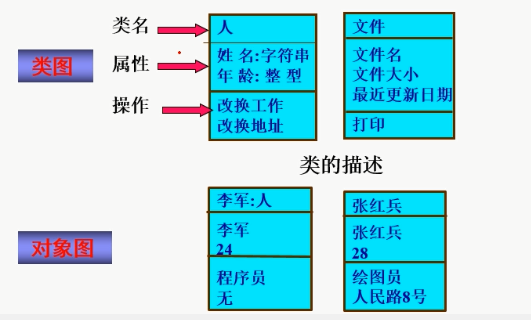 类图
类名
属性
操作
人
姓 名:字符串
年 龄: 整 型
改换工作
改换地址
文件
文件名
文件大小
最近更新日期
打印
类的描述
对象图
李军:人
李军
24
程序员
无
张红兵
张红兵
28
绘图员
人民路8号